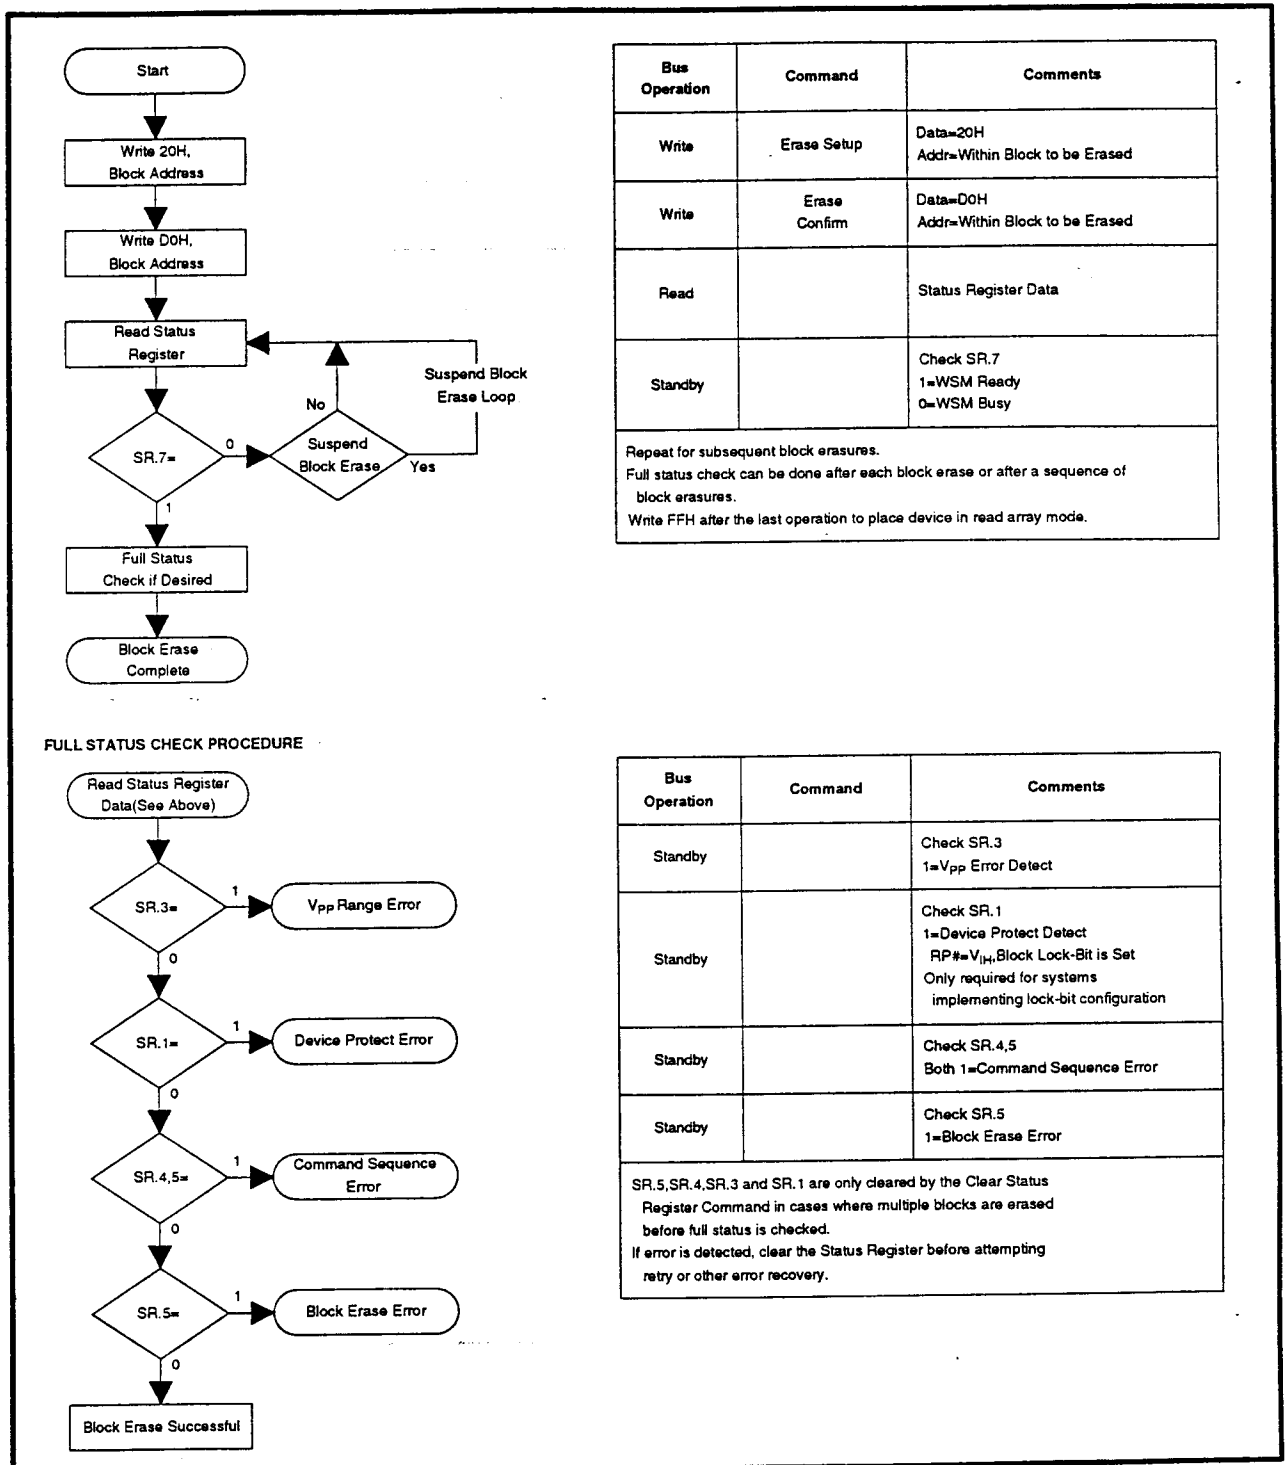 Start
Write 20H,
Block Address
Write D0H,
Block Address
Read Status
Register
Suspend Block
Erase Loop
No
SR.7=
0
Suspend
Block Erase
Yes
1
Full Status
Check if Desired
Block Erase
Complete
Bus
Operation
Command
Comments
Write
Erase Setup
Data=20H
Addr=Within Block to be Erased
Write
Erase
Confirm
Data=D0H
Addr=Within Block to be Erased
Read
Status Register Data
Standby
Check SR.7
1=WSM Ready
0=WSM Busy
Repeat for subsequent block erasures.
Full status check can be done after each block erase or after a sequence of
block erasures.
Write FFH after the last operation to place device in read array mode.
FULL STATUS CHECK PROCEDURE
Read Status Register
Data(See Above)
SR.3=
1
VPP Range Error
0
SR.1=
1
Device Protect Error
0
SR.4,5=
1
Command Sequence
Error
0
SR.5=
1
Block Erase Error
0
Block Erase Successful
Bus
Operation
Command
Comments
Standby
Check SR.3
1=VPP Error Detect
Standby
Check SR.1
1=Device Protect Detect
RP#=VIH,Block Lock-Bit is Set
Only required for systems
implementing lock-bit configuration
Standby
Check SR.4,5
Both 1=Command Sequence Error
Standby
Check SR.5
1=Block Erase Error
SR.5,SR.4,SR.3 and SR.1 are only cleared by the Clear Status
Register Command in cases where multiple blocks are erased
before full status is checked.
If error is detected, clear the Status Register before attempting
retry or other error recovery.